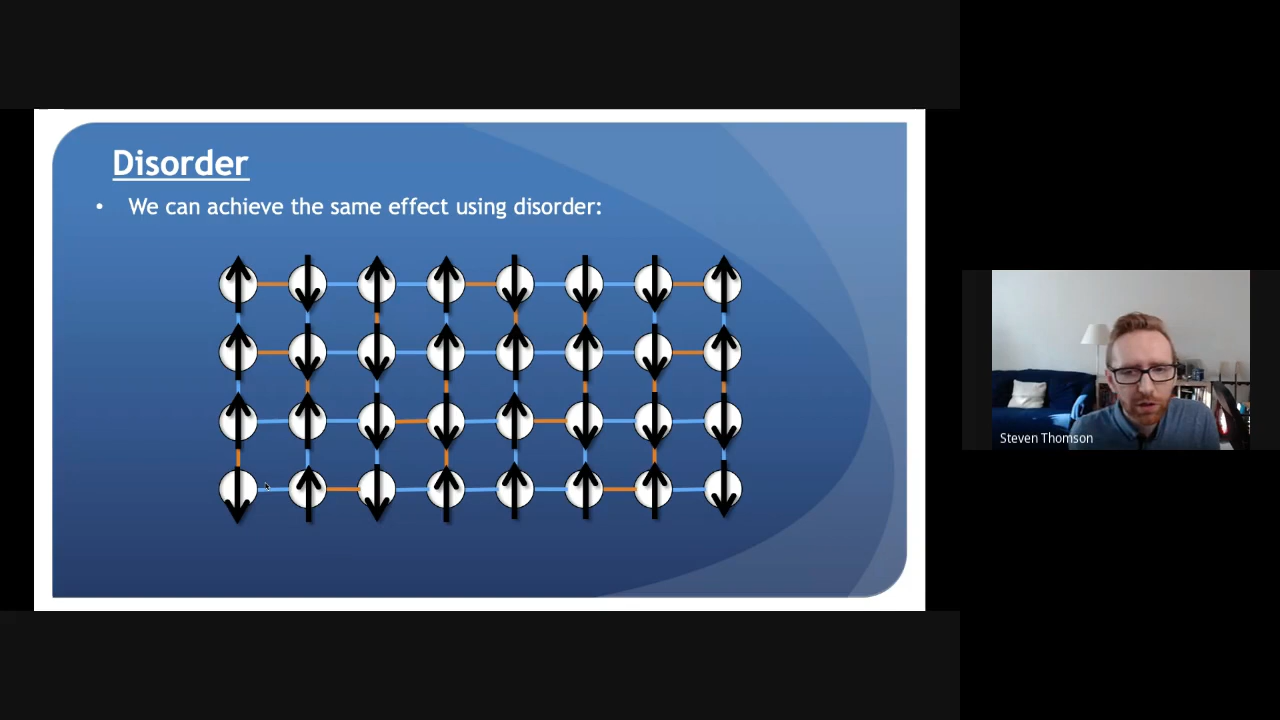 Disorder
• We can achieve the same effect using disorder:
Steven Thomson